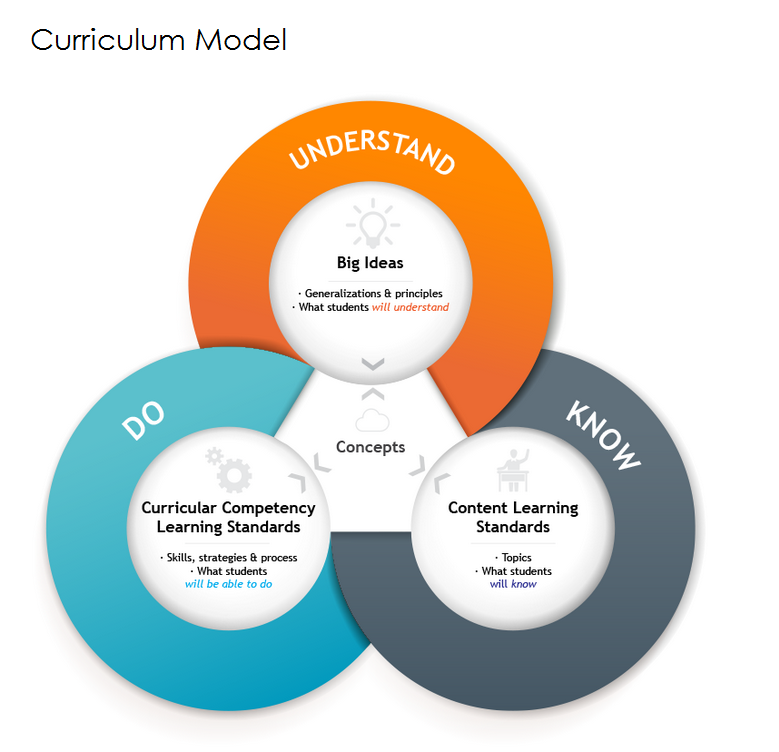 Curriculum Model
UNDERSTAND
Big Ideas
· Generalizations & principles
· What students will understand
Concepts
DO
Curricular Competency
Learning Standards
· Skills, strategies & process
· What students
will be able to do
KNOW
Content Learning
Standards
· Topics
· What students
will know